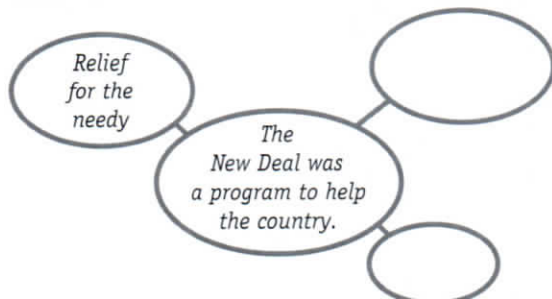 Relief
for the
needy
The
New Deal was
a program to help
the country.